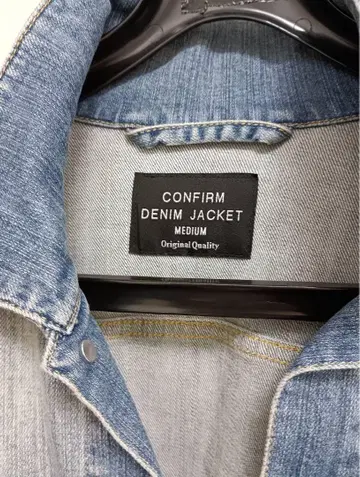 CONFIRM
DENIM JACKET
MEDIUM
Original Quality